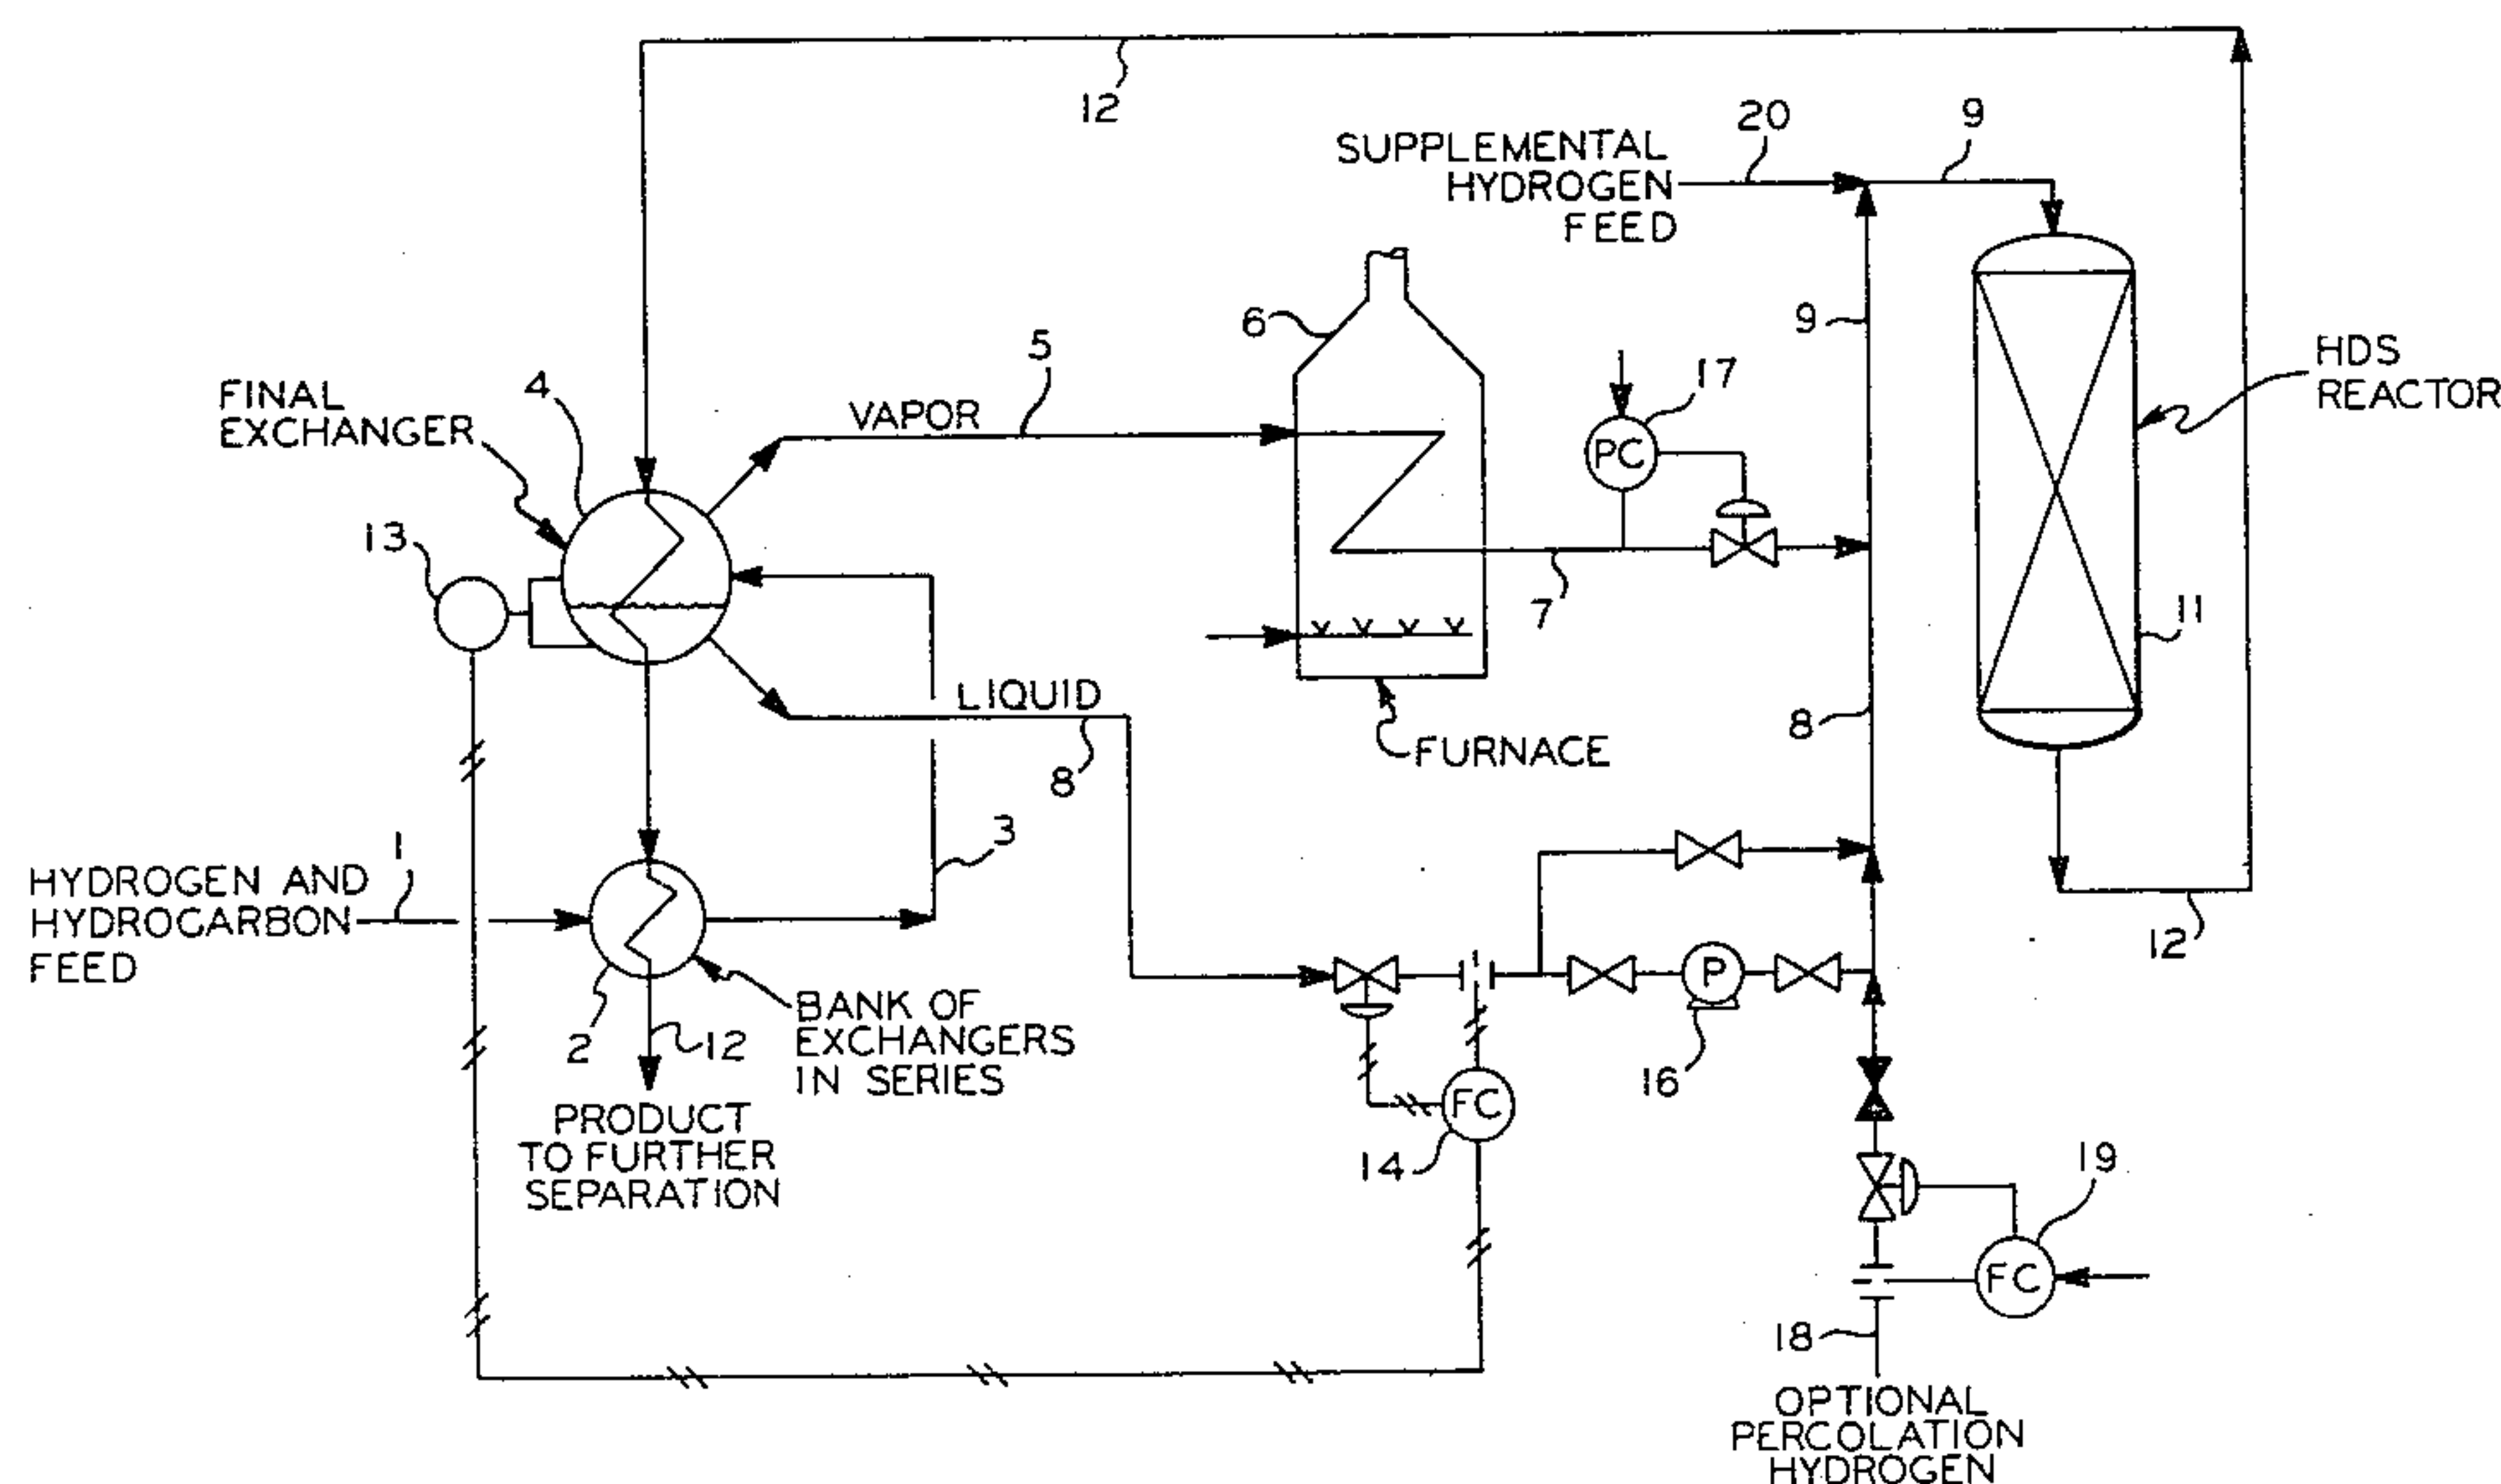 12
SUPPLEMENTAL
HYDROGEN
FEED
20
9
9
6
5
VAPOR
4
FINAL
EXCHANGER
13
17
PC
7
HDS
REACTOR
11
LIQUID
8
FURNACE
8
3
1
HYDROGEN AND
HYDROCARBON
FEED
2
12
BANK OF
EXCHANGERS
IN SERIES
PRODUCT
TO FURTHER
SEPARATION
P
16
FC
14
12
19
FC
18
OPTIONAL
PERCOLATION
HYDROGEN